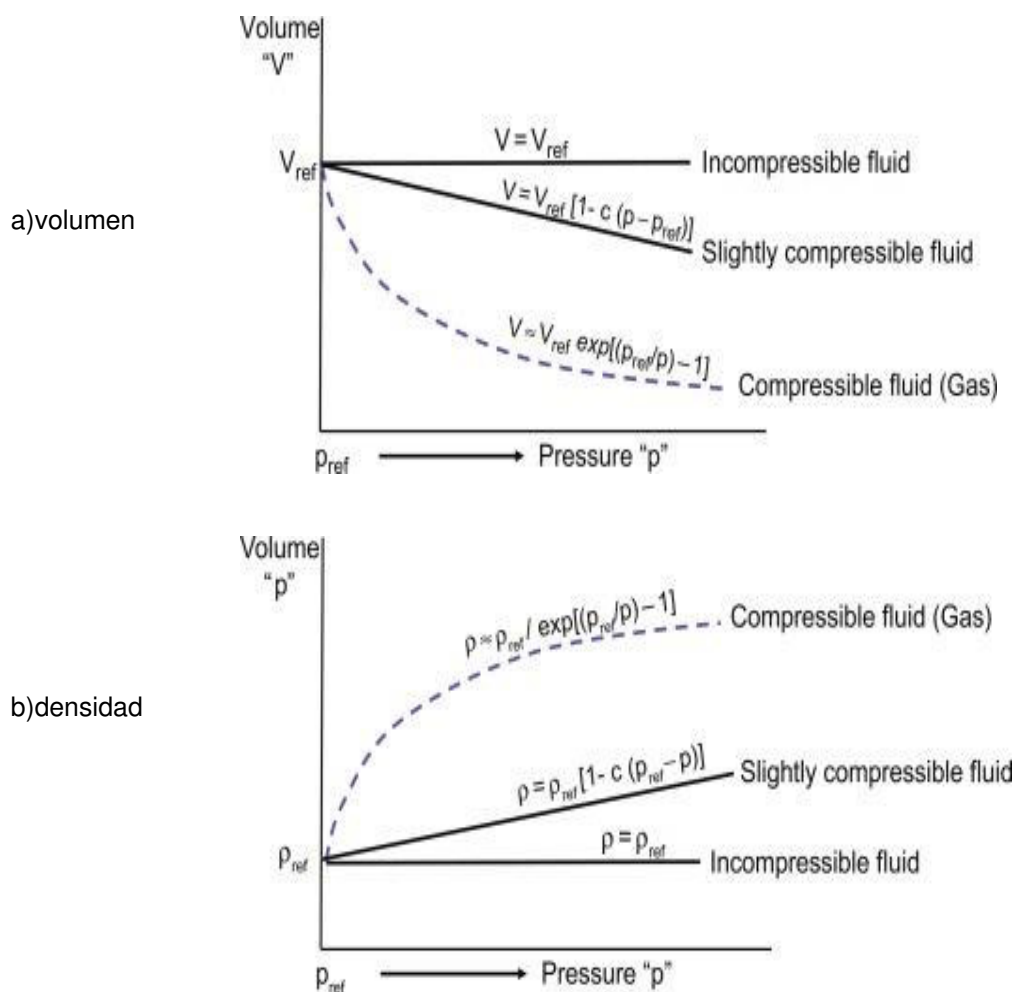 Volume
“V”
V = V_ref
V_ref
Incompressible fluid
V = V_ref [1- c (p – p_ref)]
a)volumen
Slightly compressible fluid
V ≈ V_ref exp[(p_ref/p) – 1]
Compressible fluid (Gas)
p_ref
Pressure “p”
Volume
“p”
ρ ≈ ρ_ref / exp[(p_ref/p) – 1]
Compressible fluid (Gas)
b)densidad
ρ = ρ_ref [1- c (p_ref – p)]
Slightly compressible fluid
ρ_ref
ρ = ρ_ref
Incompressible fluid
p_ref
Pressure “p”